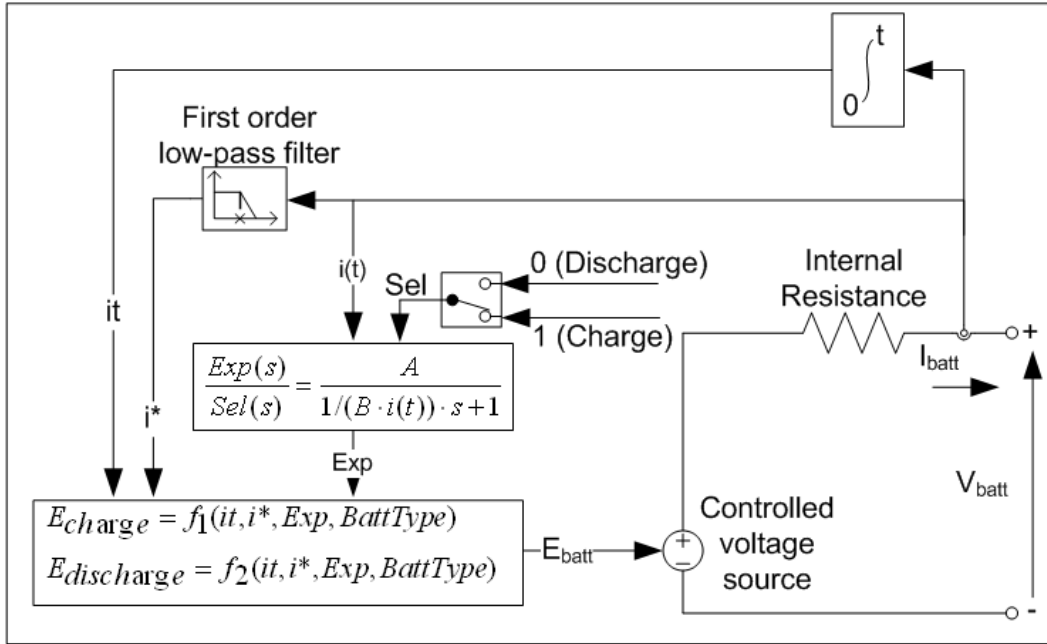 t
0
First order
low-pass filter
i(t)
0 (Discharge)
Sel
1 (Charge)
Internal
Resistance
it
+
I_batt
Exp(s)/Sel(s) = A/(1/(B·i(t))·s+1)
i*
Exp
V_batt
E_charge = f_1(it,i*,Exp,BattType)
E_discharge = f_2(it,i*,Exp,BattType)
E_batt
+
−
Controlled
voltage
source
-